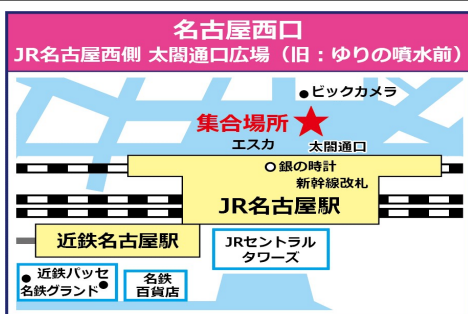 名古屋西口
JR名古屋西側 太閤通口広場（旧：ゆりの噴水前）
ビックカメラ
集合場所
エスカ
太閤通口
銀の時計
新幹線改札
JR名古屋駅
近鉄名古屋駅
JRセントラル
タワーズ
近鉄パッセ
名鉄グランド
名鉄
百貨店